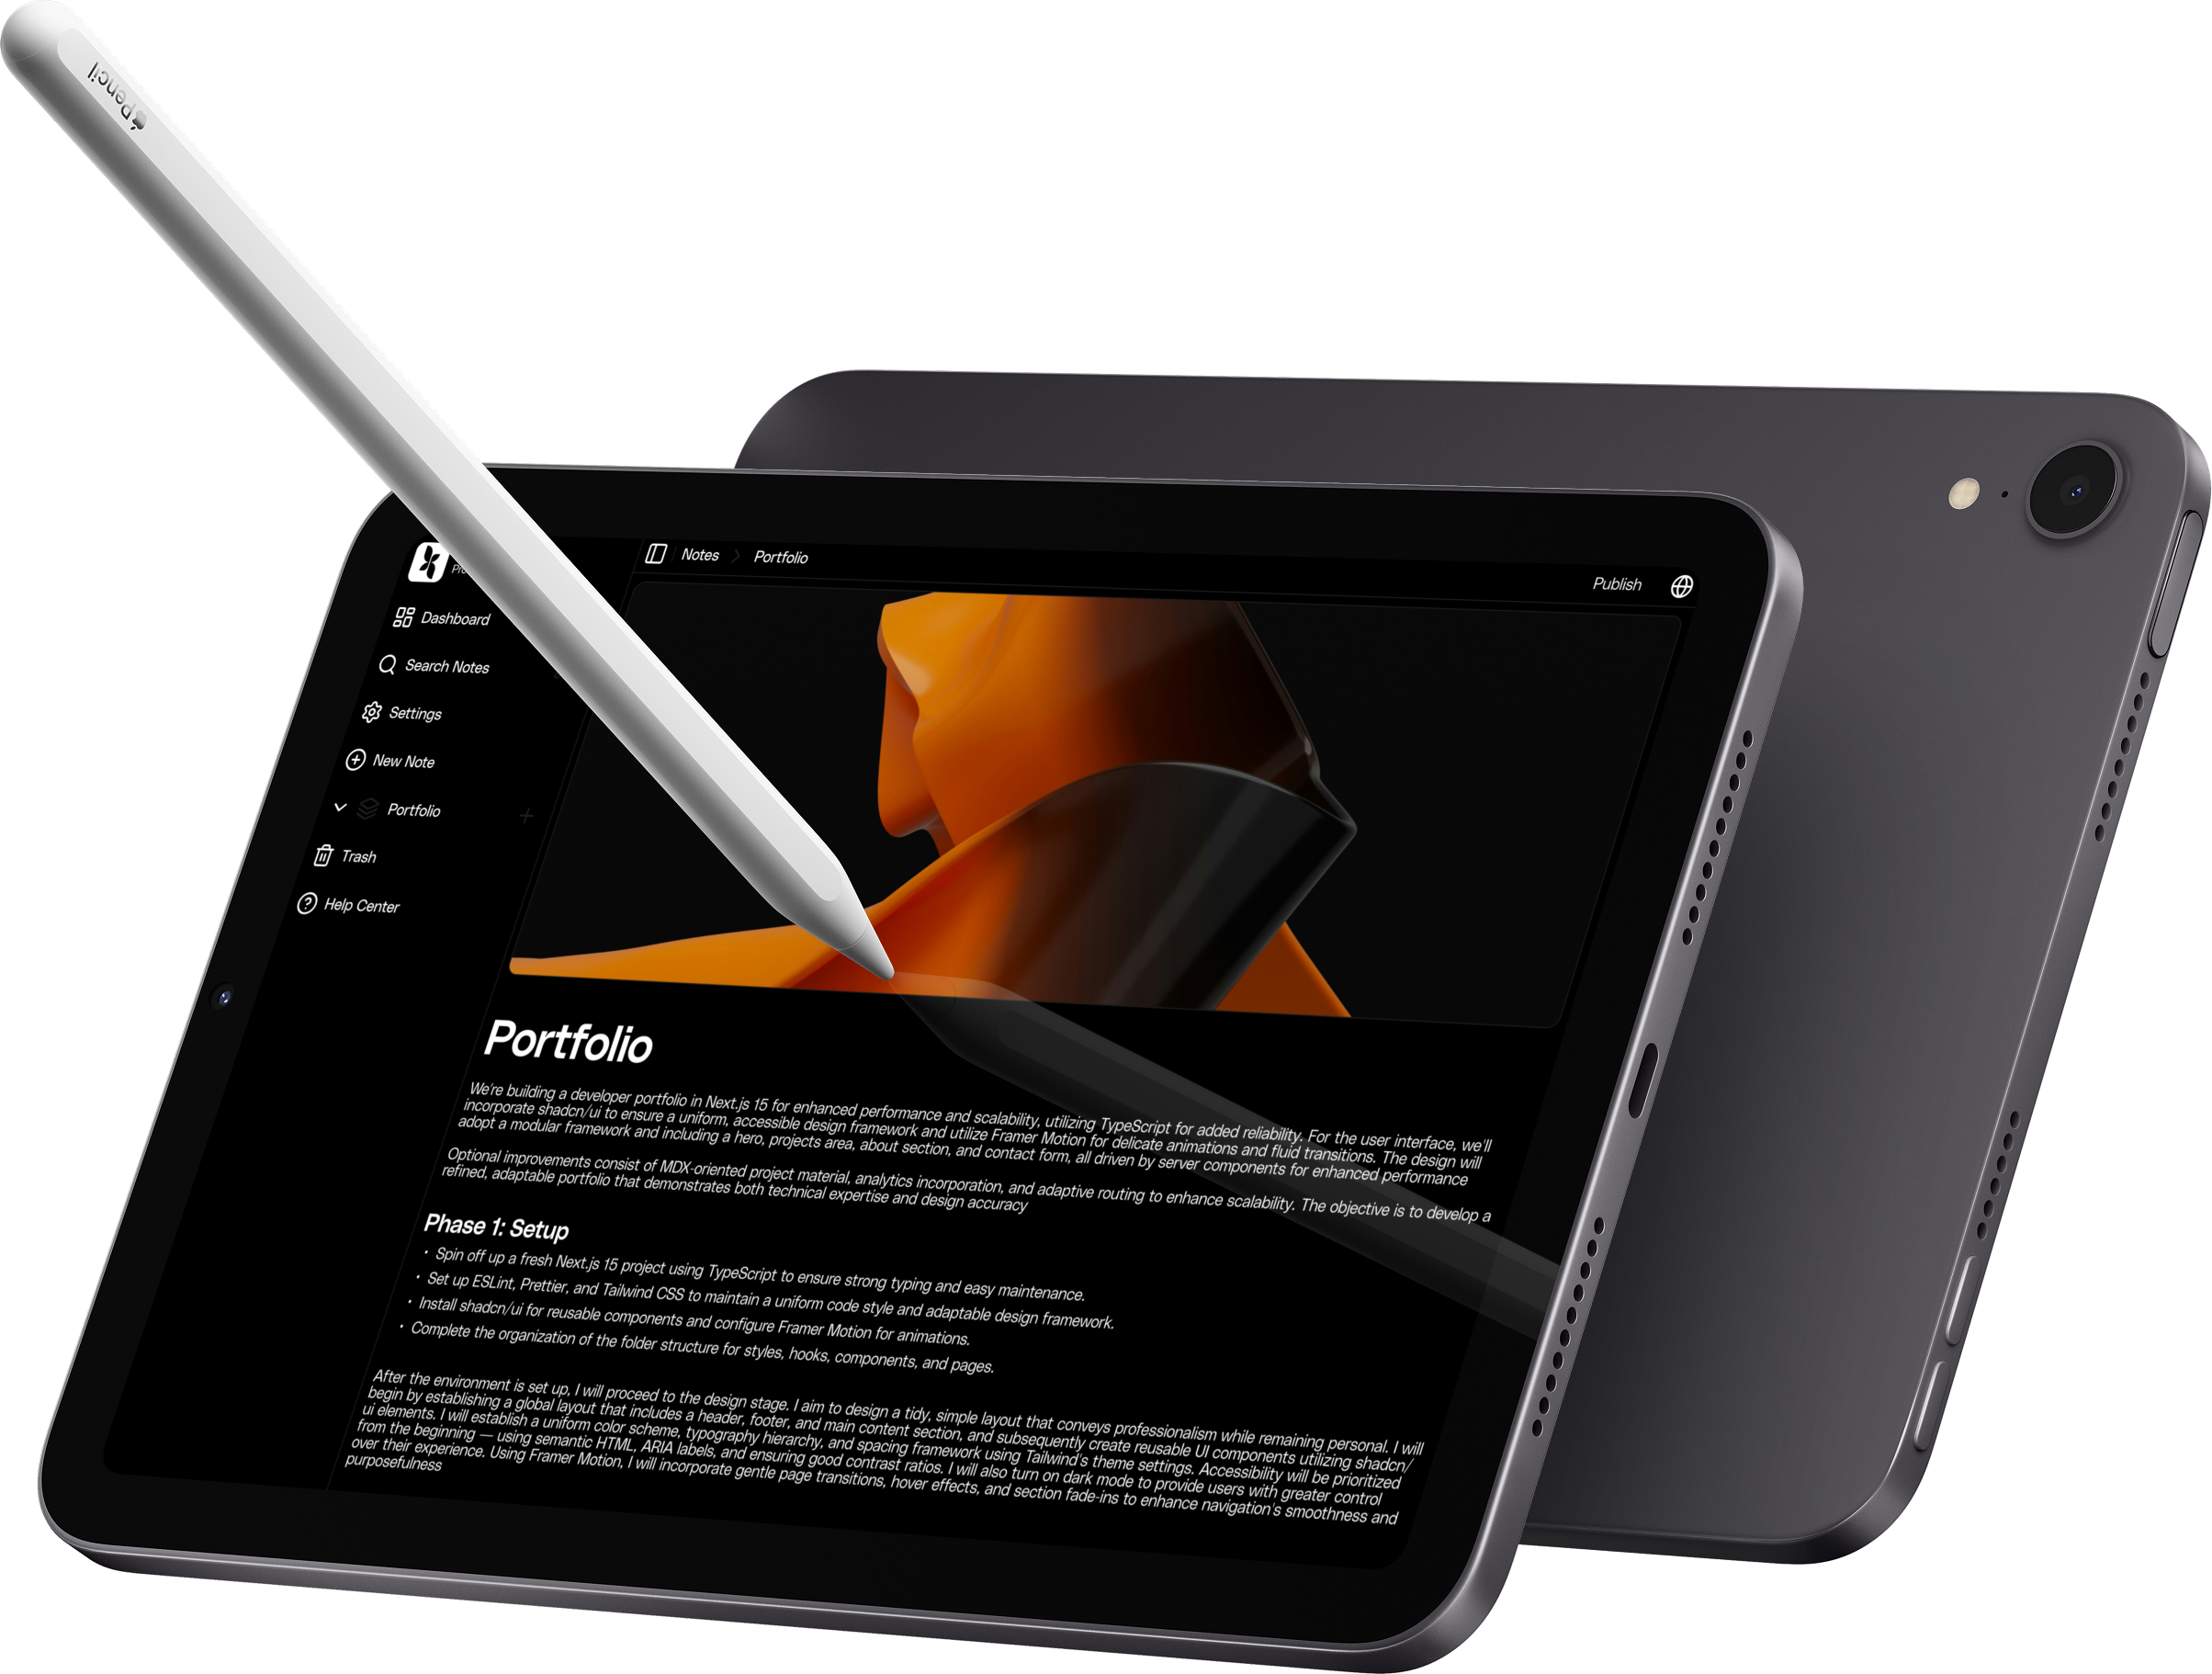 Pencil
Notes
Portfolio
Publish
Dashboard
Search Notes
Settings
New Note
Portfolio
Trash
Help Center
Portfolio
We're building a developer portfolio in Next.js 15 for enhanced performance and scalability, utilizing TypeScript for added reliability. For the user interface, we'll
incorporate shadcn/ui to ensure a uniform, accessible design framework and utilize Framer Motion for delicate animations and fluid transitions. The design will
adopt a modular framework and including a hero, projects area, about section, and contact form, all driven by server components for enhanced performance
Optional improvements consist of MDX-oriented project material, analytics incorporation, and adaptive routing to enhance scalability. The objective is to develop a
refined, adaptable portfolio that demonstrates both technical expertise and design accuracy
Phase 1: Setup
• Spin off up a fresh Next.js 15 project using TypeScript to ensure strong typing and easy maintenance.
• Set up ESLint, Prettier, and Tailwind CSS to maintain a uniform code style and adaptable design framework.
• Install shadcn/ui for reusable components and configure Framer Motion for animations.
• Complete the organization of the folder structure for styles, hooks, components, and pages.
After the environment is set up, I will proceed to the design stage. I aim to design a tidy, simple layout that conveys professionalism while remaining personal. I will
begin by establishing a global layout that includes a header, footer, and main content section, and subsequently create reusable UI components utilizing shadcn/
ui elements. I will establish a uniform color scheme, typography hierarchy, and spacing framework using Tailwind's theme settings. Accessibility will be prioritized
from the beginning — using semantic HTML, ARIA labels, and ensuring good contrast ratios. I will also turn on dark mode to provide users with greater control
over their experience. Using Framer Motion, I will incorporate gentle page transitions, hover effects, and section fade-ins to enhance navigation's smoothness and
purposefulness